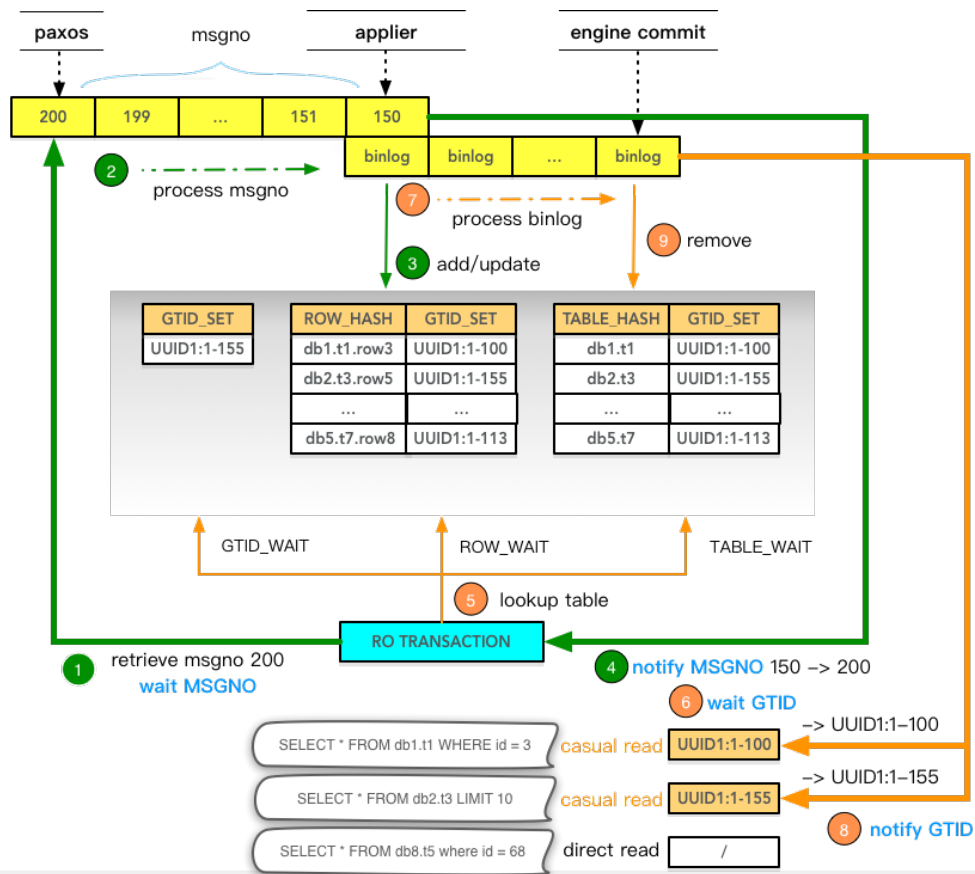 paxos
msgno
applier
engine commit
200 199 ... 151 150
binlog binlog ... binlog
2
process msgno
7
process binlog
3 add/update
9 remove
GTID_SET
UUID1:1-155
ROW_HASH GTID_SET
db1.t1.row3 UUID1:1-100
db2.t3.row5 UUID1:1-155
... ...
db5.t7.row8 UUID1:1-113
TABLE_HASH GTID_SET
db1.t1 UUID1:1-100
db2.t3 UUID1:1-155
... ...
db5.t7 UUID1:1-113
GTID_WAIT
ROW_WAIT
TABLE_WAIT
5 lookup table
RO TRANSACTION
1 retrieve msgno 200
wait MSGNO
4 notify MSGNO 150 -> 200
6 wait GTID
SELECT * FROM db1.t1 WHERE id = 3 casual read UUID1:1-100
-> UUID1:1-100
SELECT * FROM db2.t3 LIMIT 10 casual read UUID1:1-155
-> UUID1:1-155
8 notify GTID
SELECT * FROM db8.t5 where id = 68 direct read /